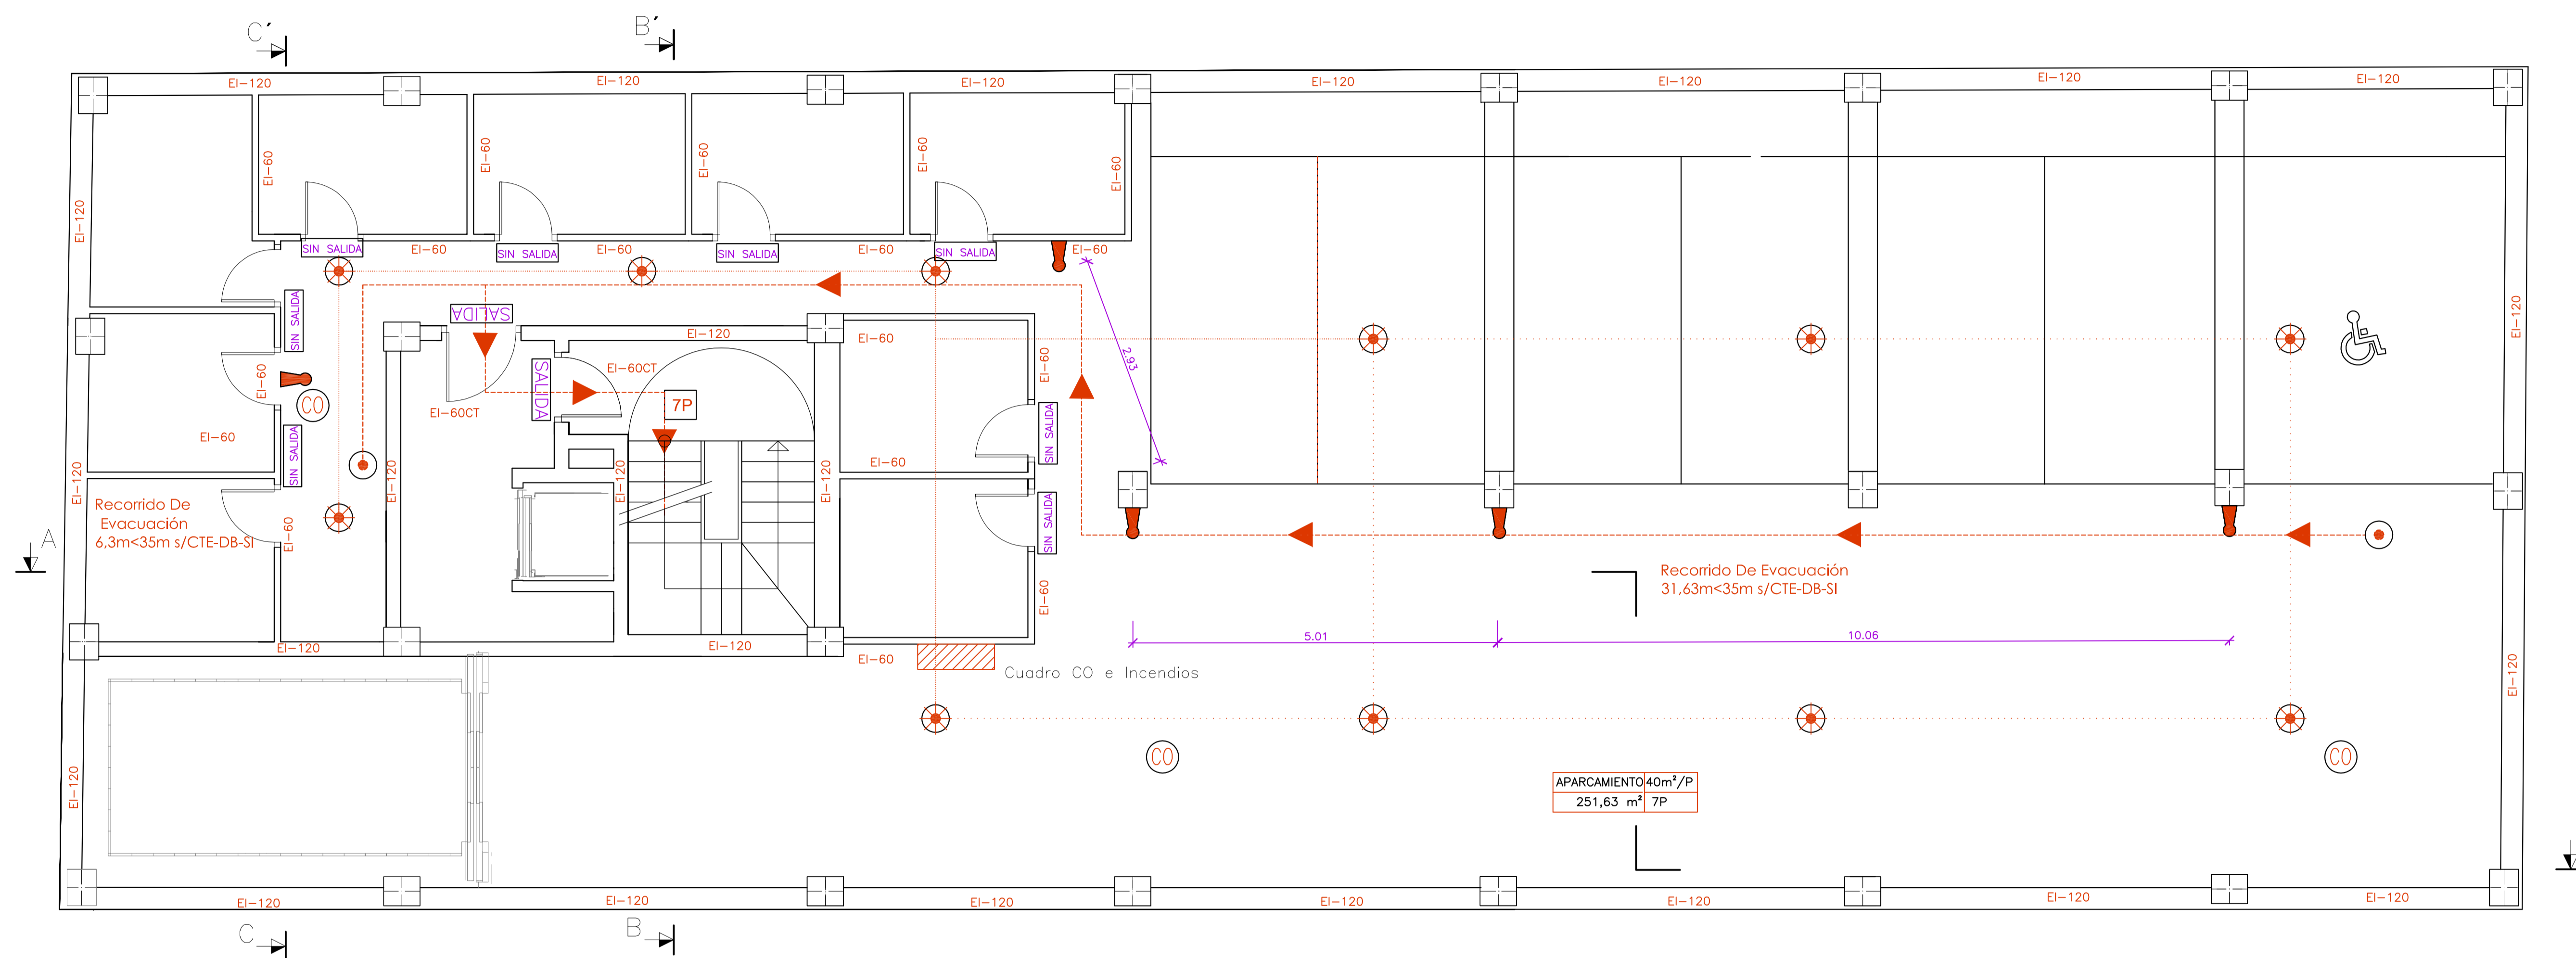 C´
B´
EI-120
EI-120
EI-120
EI-120
EI-120
EI-120
EI-120
EI-60
EI-60
EI-60
EI-60
EI-60
EI-120
SIN SALIDA
EI-60
SIN SALIDA
EI-60
SIN SALIDA
EI-60
SIN SALIDA
EI-60
SIN SALIDA
SALIDA
EI-120
EI-60
EI-120
2.93
EI-60
EI-60CT
SALIDA
EI-60
7P
EI-60CT
CO
EI-60
SIN SALIDA
SIN SALIDA
EI-60
EI-120
EI-120
EI-120
EI-120
Recorrido De
Evacuación
6,3m<35m s/CTE-DB-SI
EI-60
SIN SALIDA
A
Recorrido De Evacuación
31,63m<35m s/CTE-DB-SI
EI-60
5.01
10.06
EI-120
EI-120
EI-60
EI-120
Cuadro CO e Incendios
CO
CO
EI-120
APARCAMIENTO 40m²/P
251,63 m² 7P
EI-120
EI-120
EI-120
EI-120
EI-120
EI-120
EI-120
C
B